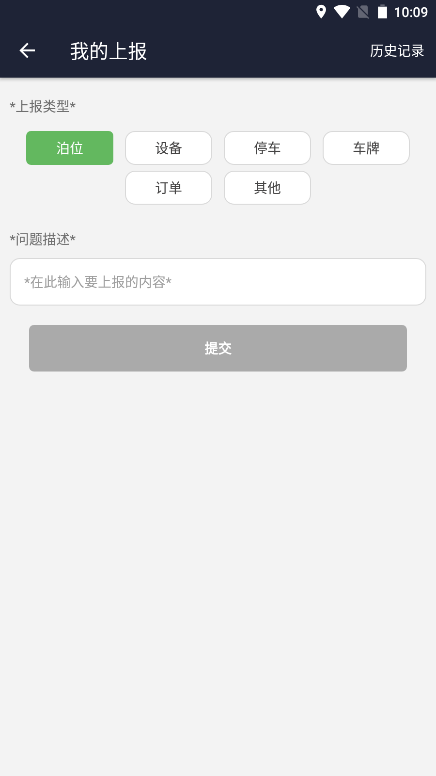 10:09
我的上报 历史记录
*上报类型*
泊位 设备 停车 车牌
订单 其他
*问题描述*
*在此输入要上报的内容*
提交